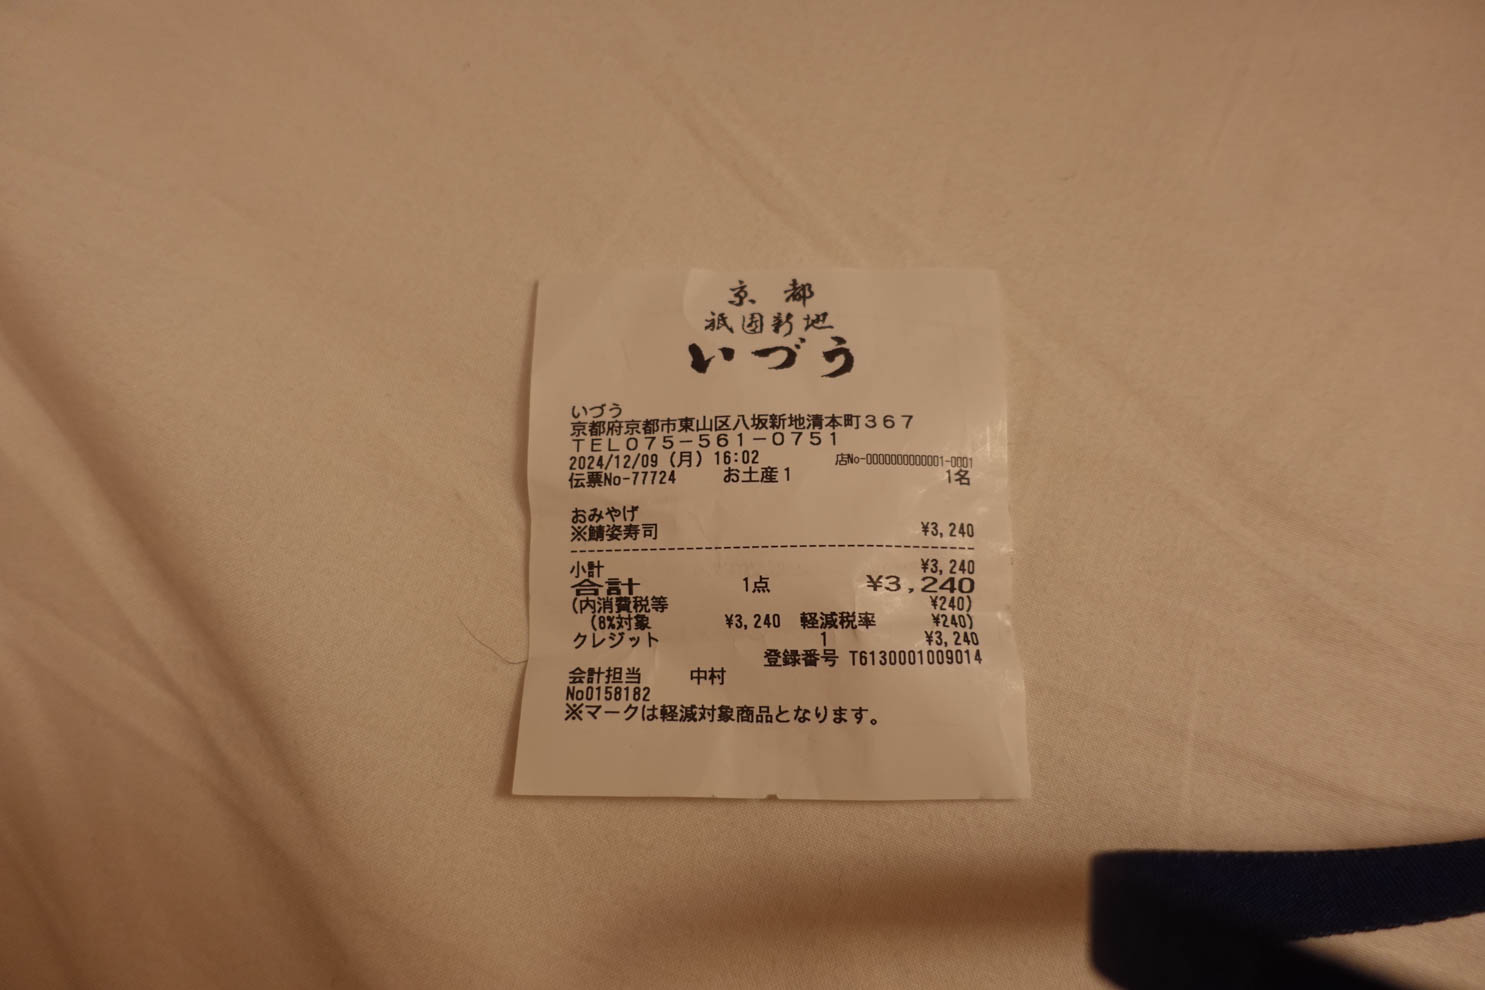 京都
祇園新地
いづう
いづう
京都府京都市東山区八坂新地清本町３６７
ＴＥＬ０７５－５６１－０７５１
2024/12/09 (月) 16:02 店No-0000000000001-0001
伝票No-77724 お土産１ 1名
おみやげ
※鯖姿寿司 ¥3,240
小計 ¥3,240
合計 1点 ¥3,240
(内消費税等 ¥240)
(8%対象 ¥3,240 軽減税率 ¥240)
クレジット 1 ¥3,240
登録番号 T6130001009014
会計担当 中村
No0158182
※マークは軽減対象商品となります。